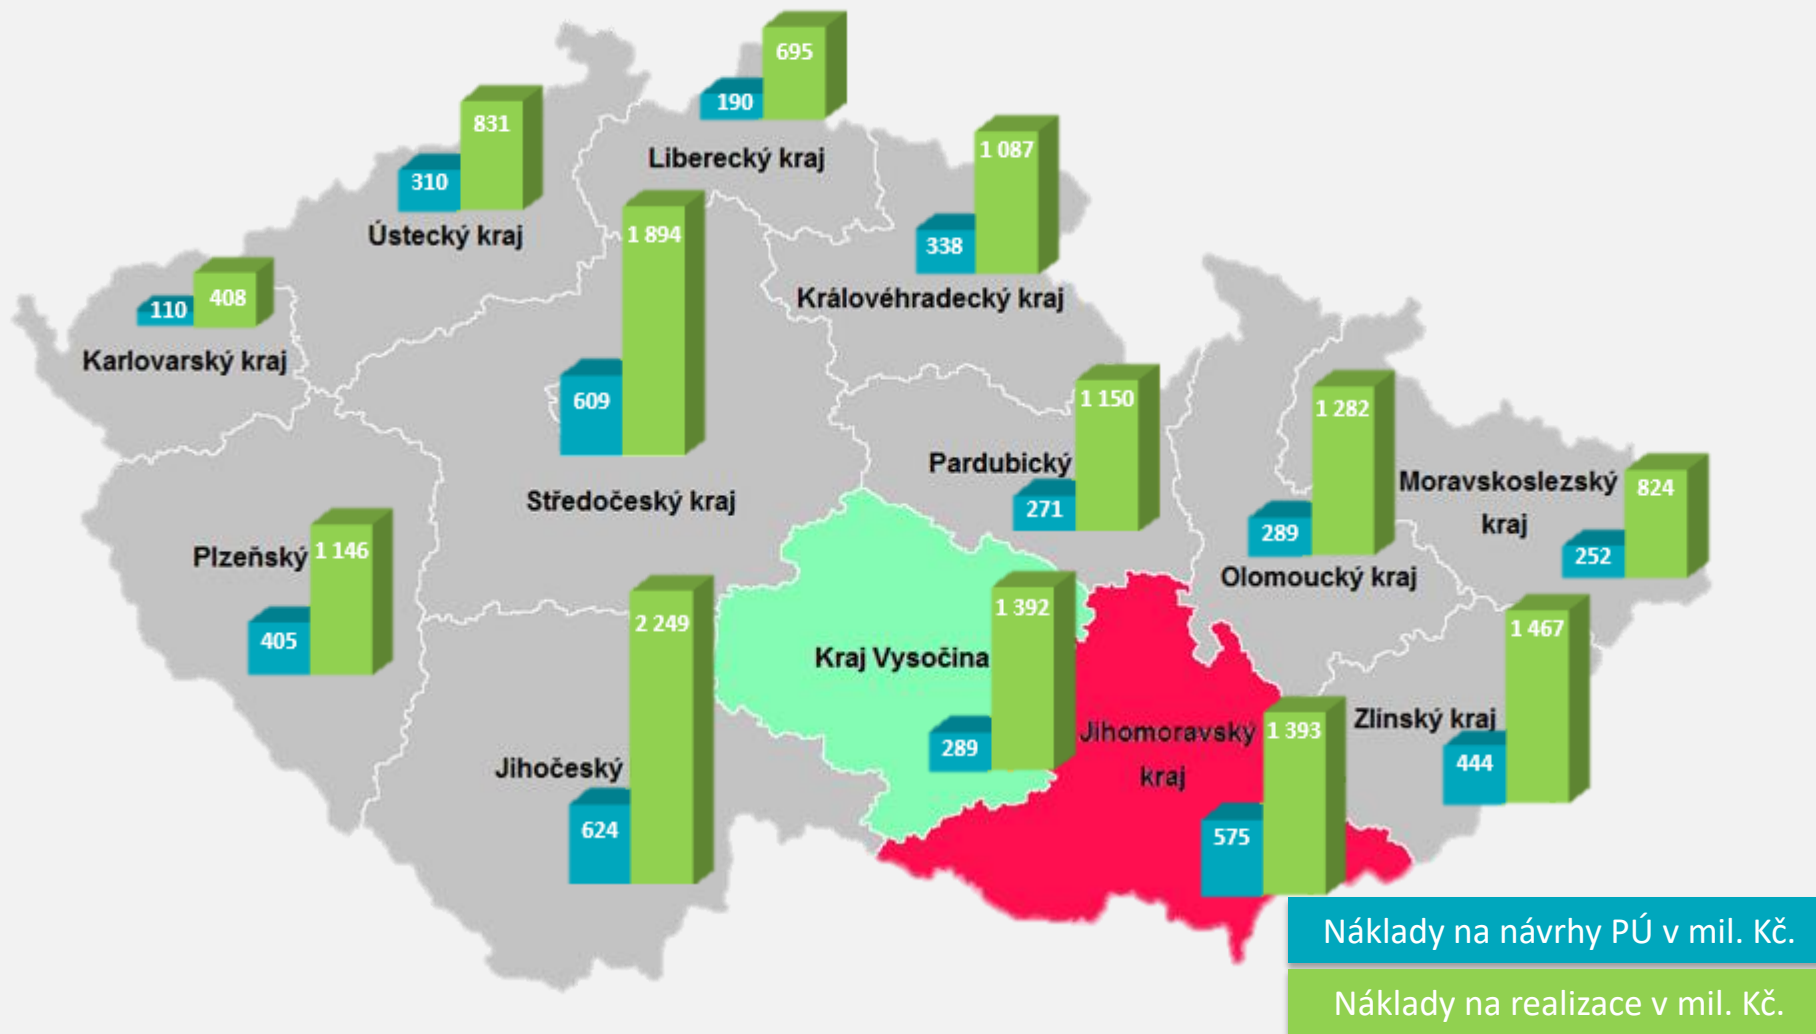 695
190
Liberecký kraj
831
310
Ústecký kraj
1 087
338
Královéhradecký kraj
1 894
609
Středočeský kraj
408
110
Karlovarský kraj
1 150
Pardubický
271
1 282
289
Olomoucký kraj
Moravskoslezský
kraj
824
252
Plzeňský
1 146
405
2 249
Jihočeský
624
1 392
Kraj Vysočina
289
Jihomoravský
kraj
1 393
575
1 467
Zlínský kraj
444
Náklady na návrhy PÚ v mil. Kč.
Náklady na realizace v mil. Kč.